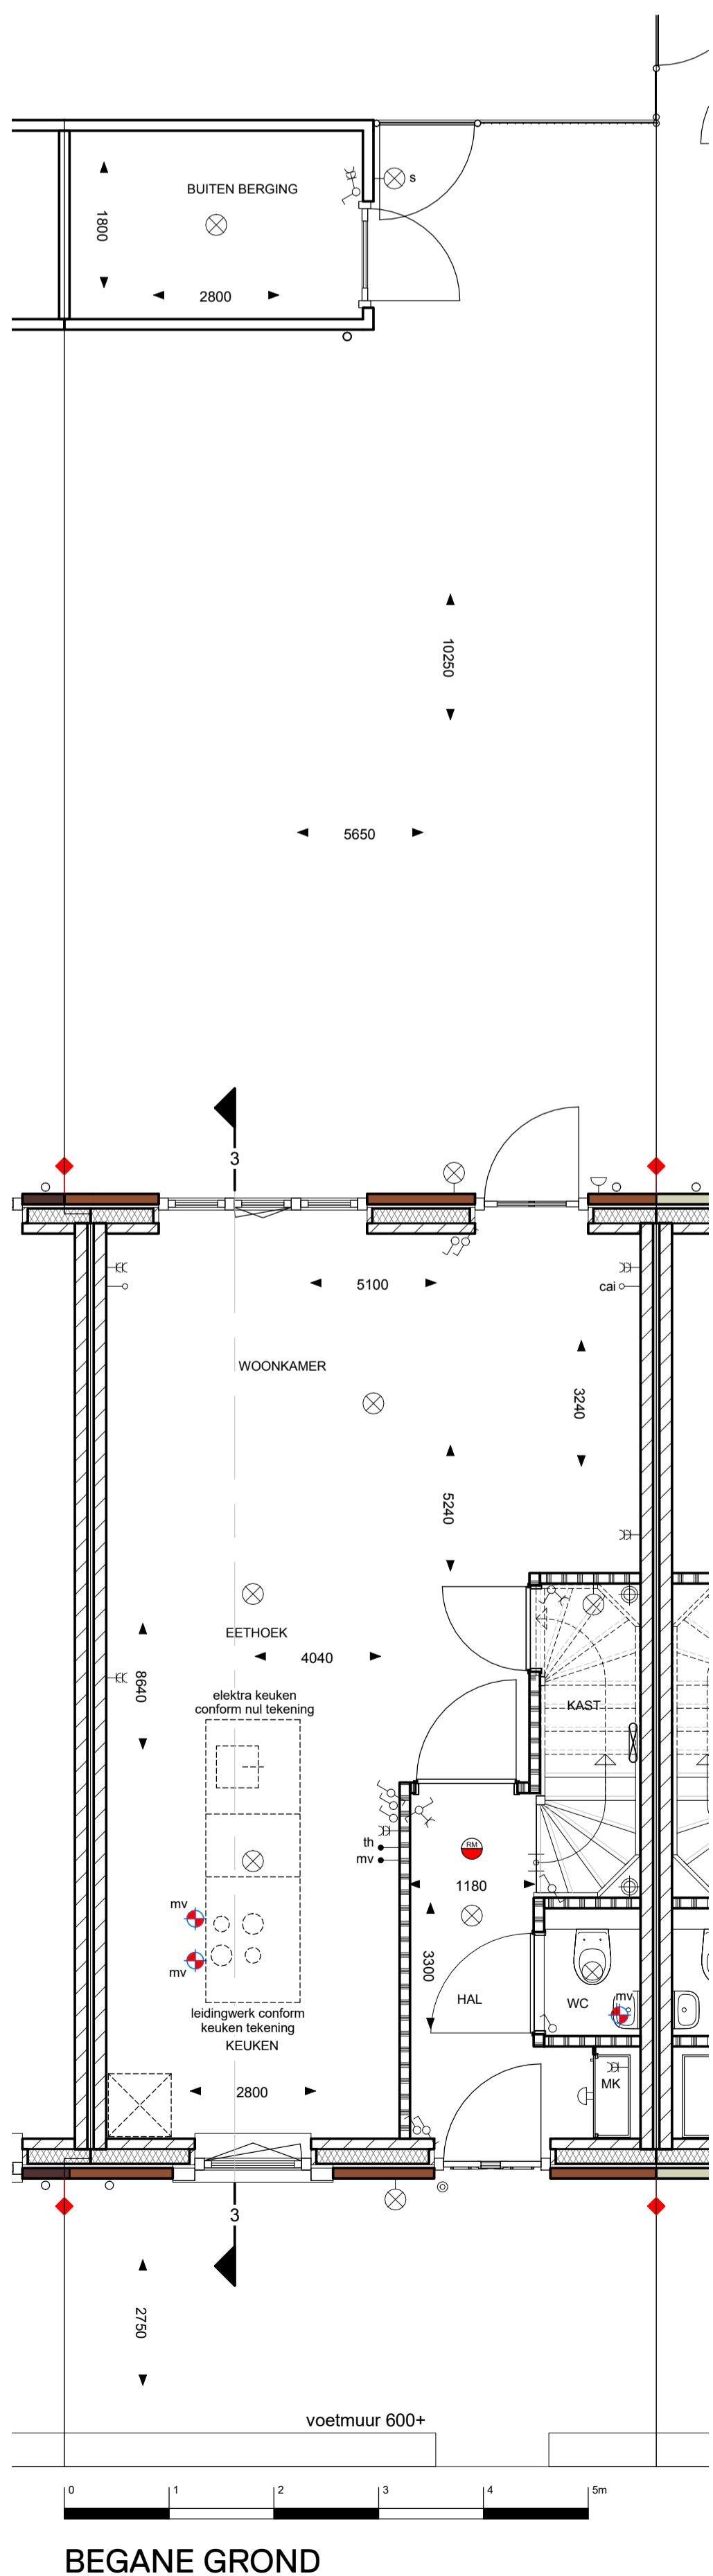 BUITEN BERGING
s
1800
2800
10250
5650
3
5100
cai
WOONKAMER
3240
5240
EETHOEK
4040
8640
elektra keuken
conform nul tekening
KAST
th
mv
RM
1180
mv
mv
3300
HAL
WC
mv
leidingwerk conform
keuken tekening
KEUKEN
MK
2800
3
2750
voetmuur 600+
0 1 2 3 4 5m
BEGANE GROND